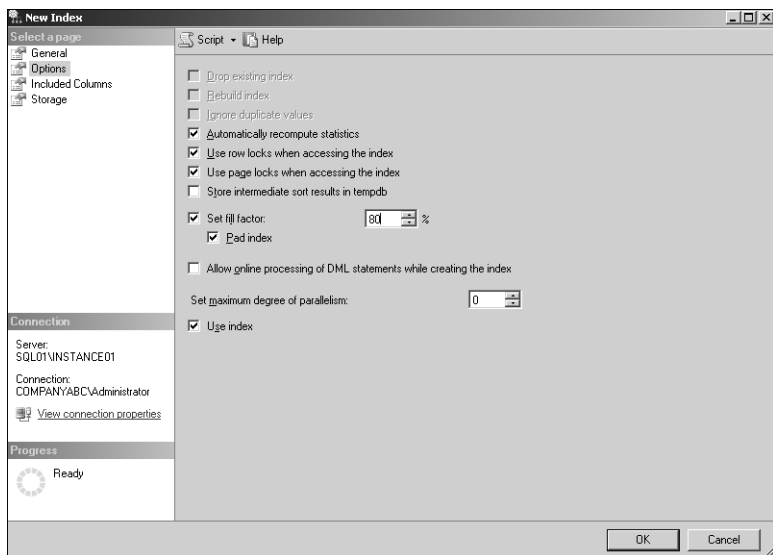 New Index
Select a page
General
Options
Included Columns
Storage
Script Help
Drop existing index
Rebuild index
Ignore duplicate values
Automatically recompute statistics
Use row locks when accessing the index
Use page locks when accessing the index
Store intermediate sort results in tempdb
Set fill factor: 80 %
Pad index
Allow online processing of DML statements while creating the index
Set maximum degree of parallelism: 0
Use index
Connection
Server:
SQL01\INSTANCE01
Connection:
COMPANYABC\Administrator
View connection properties
Progress
Ready
OK Cancel